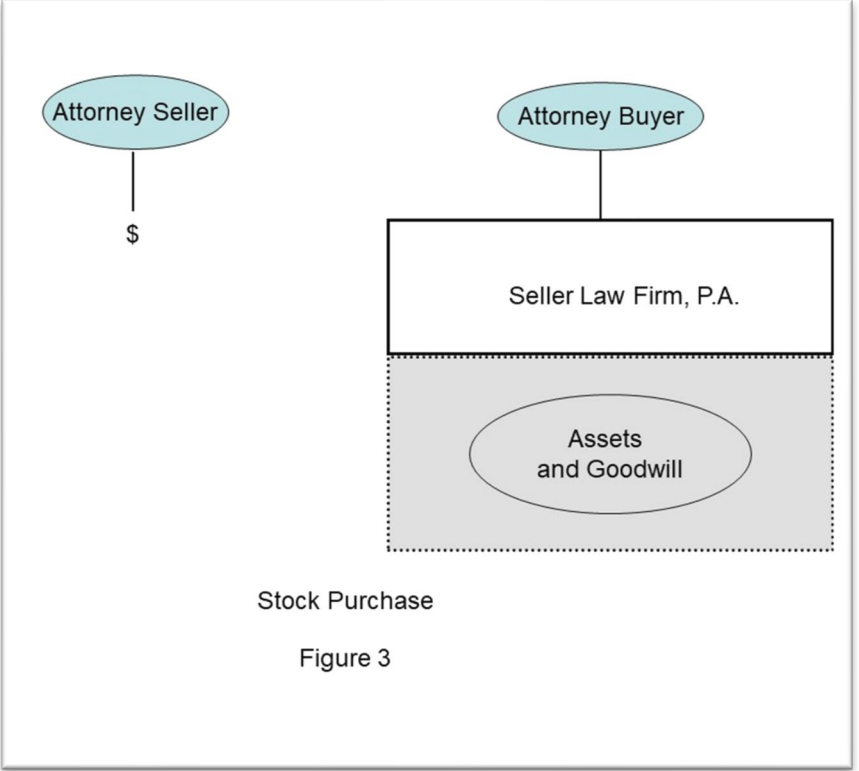 Attorney Seller
Attorney Buyer
$
Seller Law Firm, P.A.
Assets
and Goodwill
Stock Purchase
Figure 3